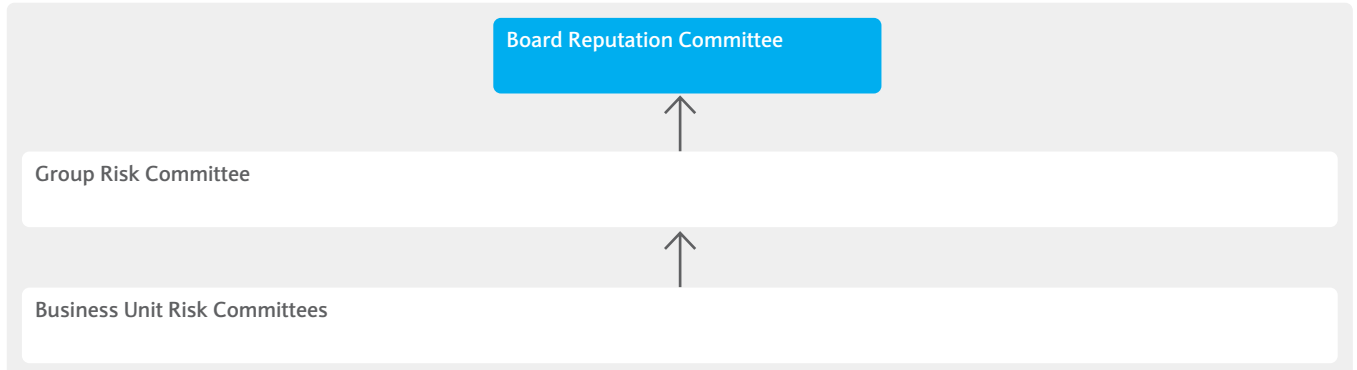 Board Reputation Committee
Group Risk Committee
Business Unit Risk Committees